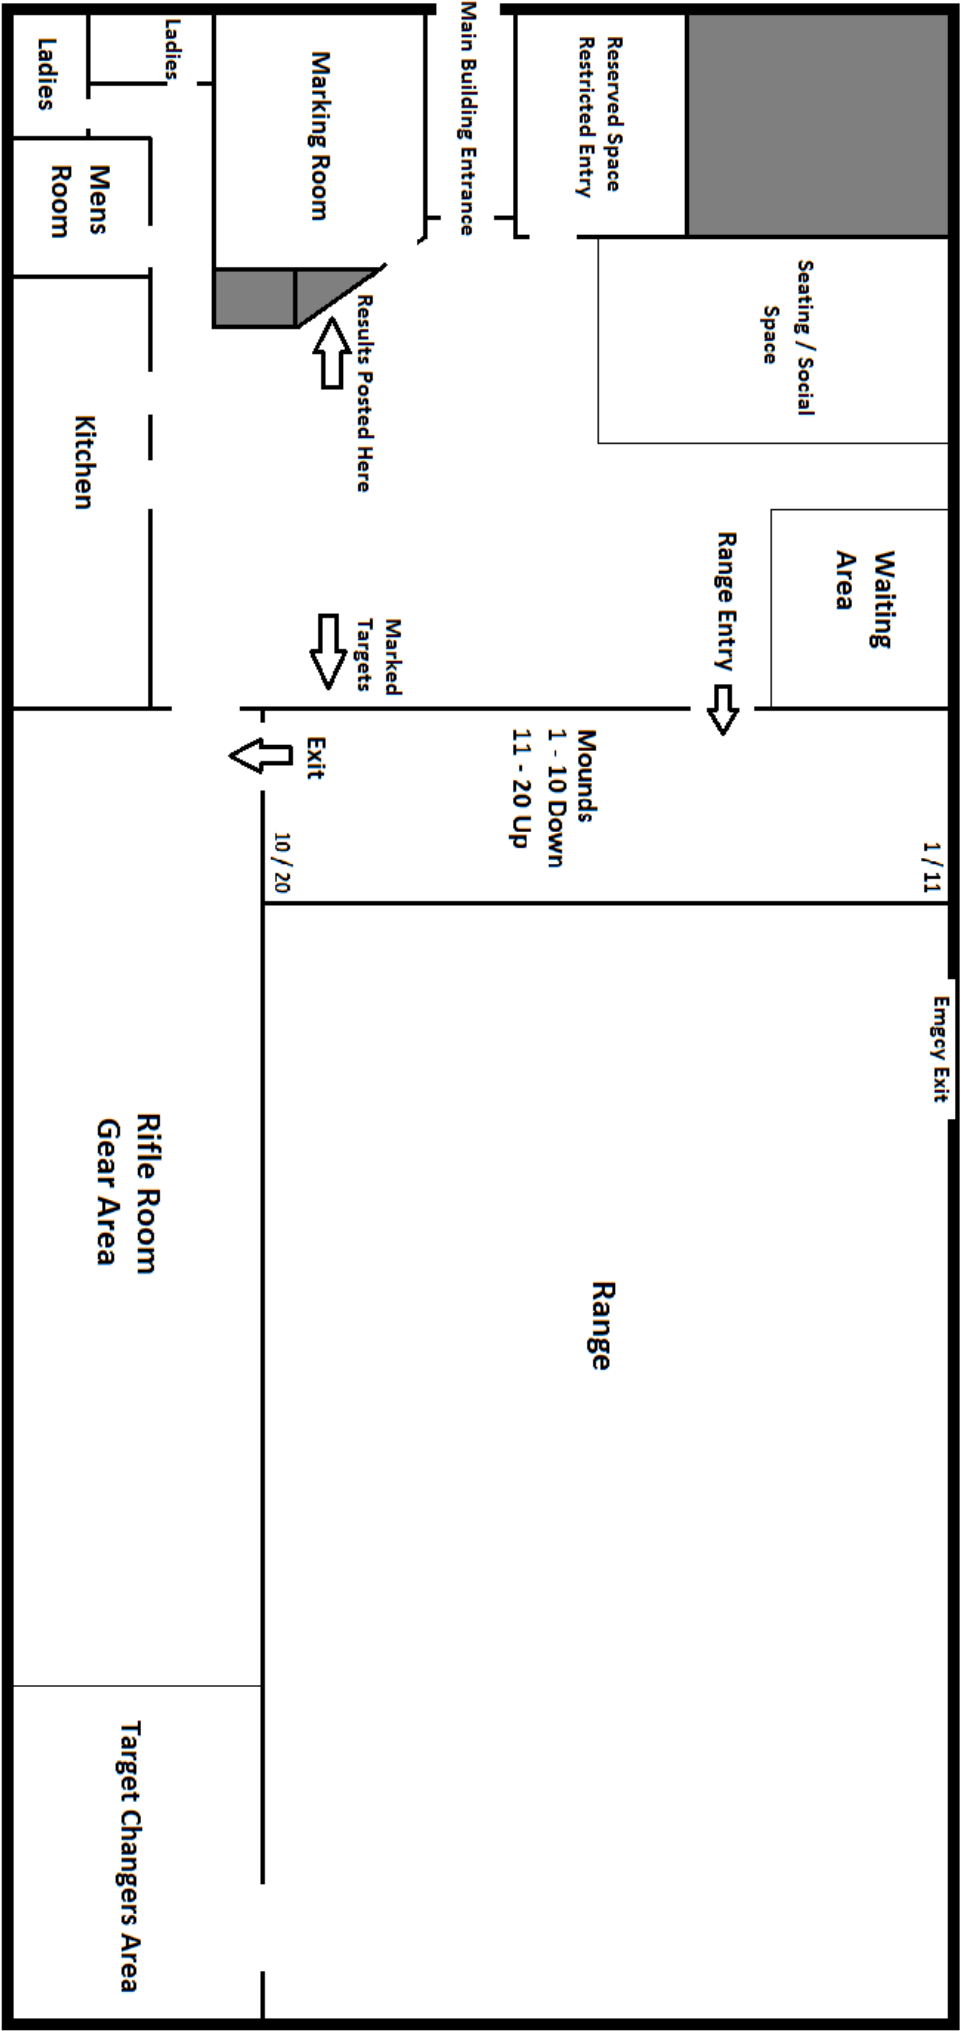 Emgcy Exit
1 / 11
Waiting
Area
Seating / Social
Space
Range Entry
Reserved Space
Restricted Entry
Mounds
1 - 10 Down
11 - 20 Up
Range
Main Building Entrance
Marked
Targets
Results Posted Here
Marking Room
Exit
10 / 20
Ladies
Ladies
Mens
Room
Kitchen
Rifle Room
Gear Area
Target Changers Area